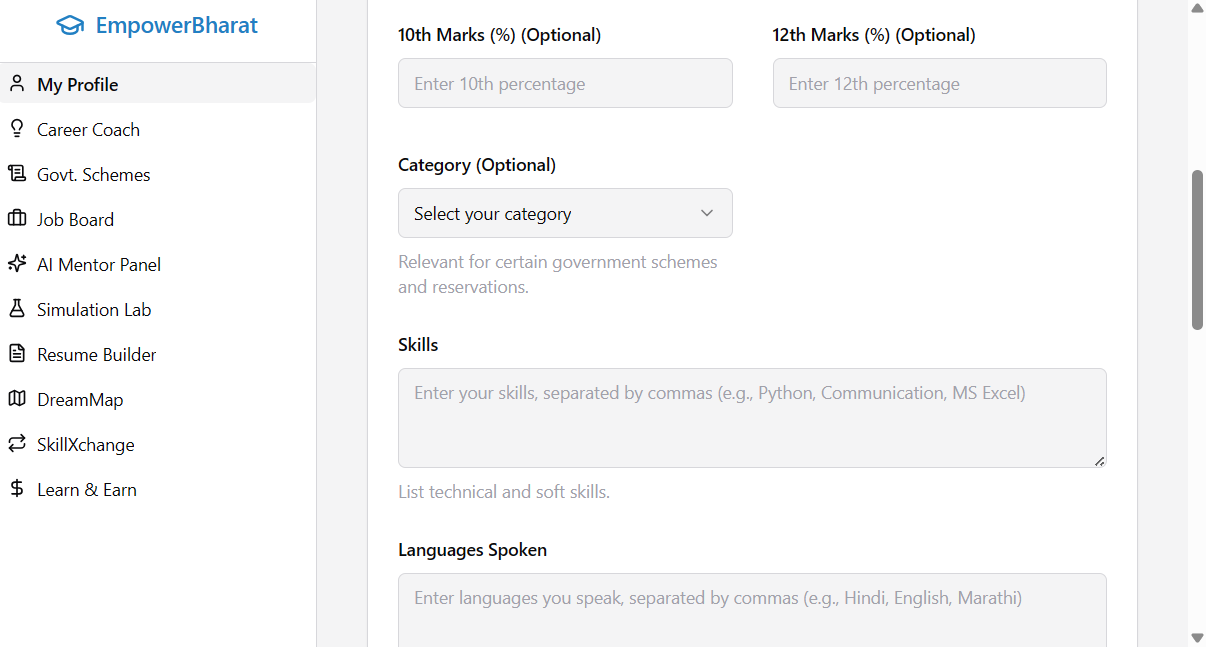 EmpowerBharat
My Profile
Career Coach
Govt. Schemes
Job Board
AI Mentor Panel
Simulation Lab
Resume Builder
DreamMap
SkillXchange
Learn & Earn
10th Marks (%) (Optional)
Enter 10th percentage
12th Marks (%) (Optional)
Enter 12th percentage
Category (Optional)
Select your category
Relevant for certain government schemes
and reservations.
Skills
Enter your skills, separated by commas (e.g., Python, Communication, MS Excel)
List technical and soft skills.
Languages Spoken
Enter languages you speak, separated by commas (e.g., Hindi, English, Marathi)